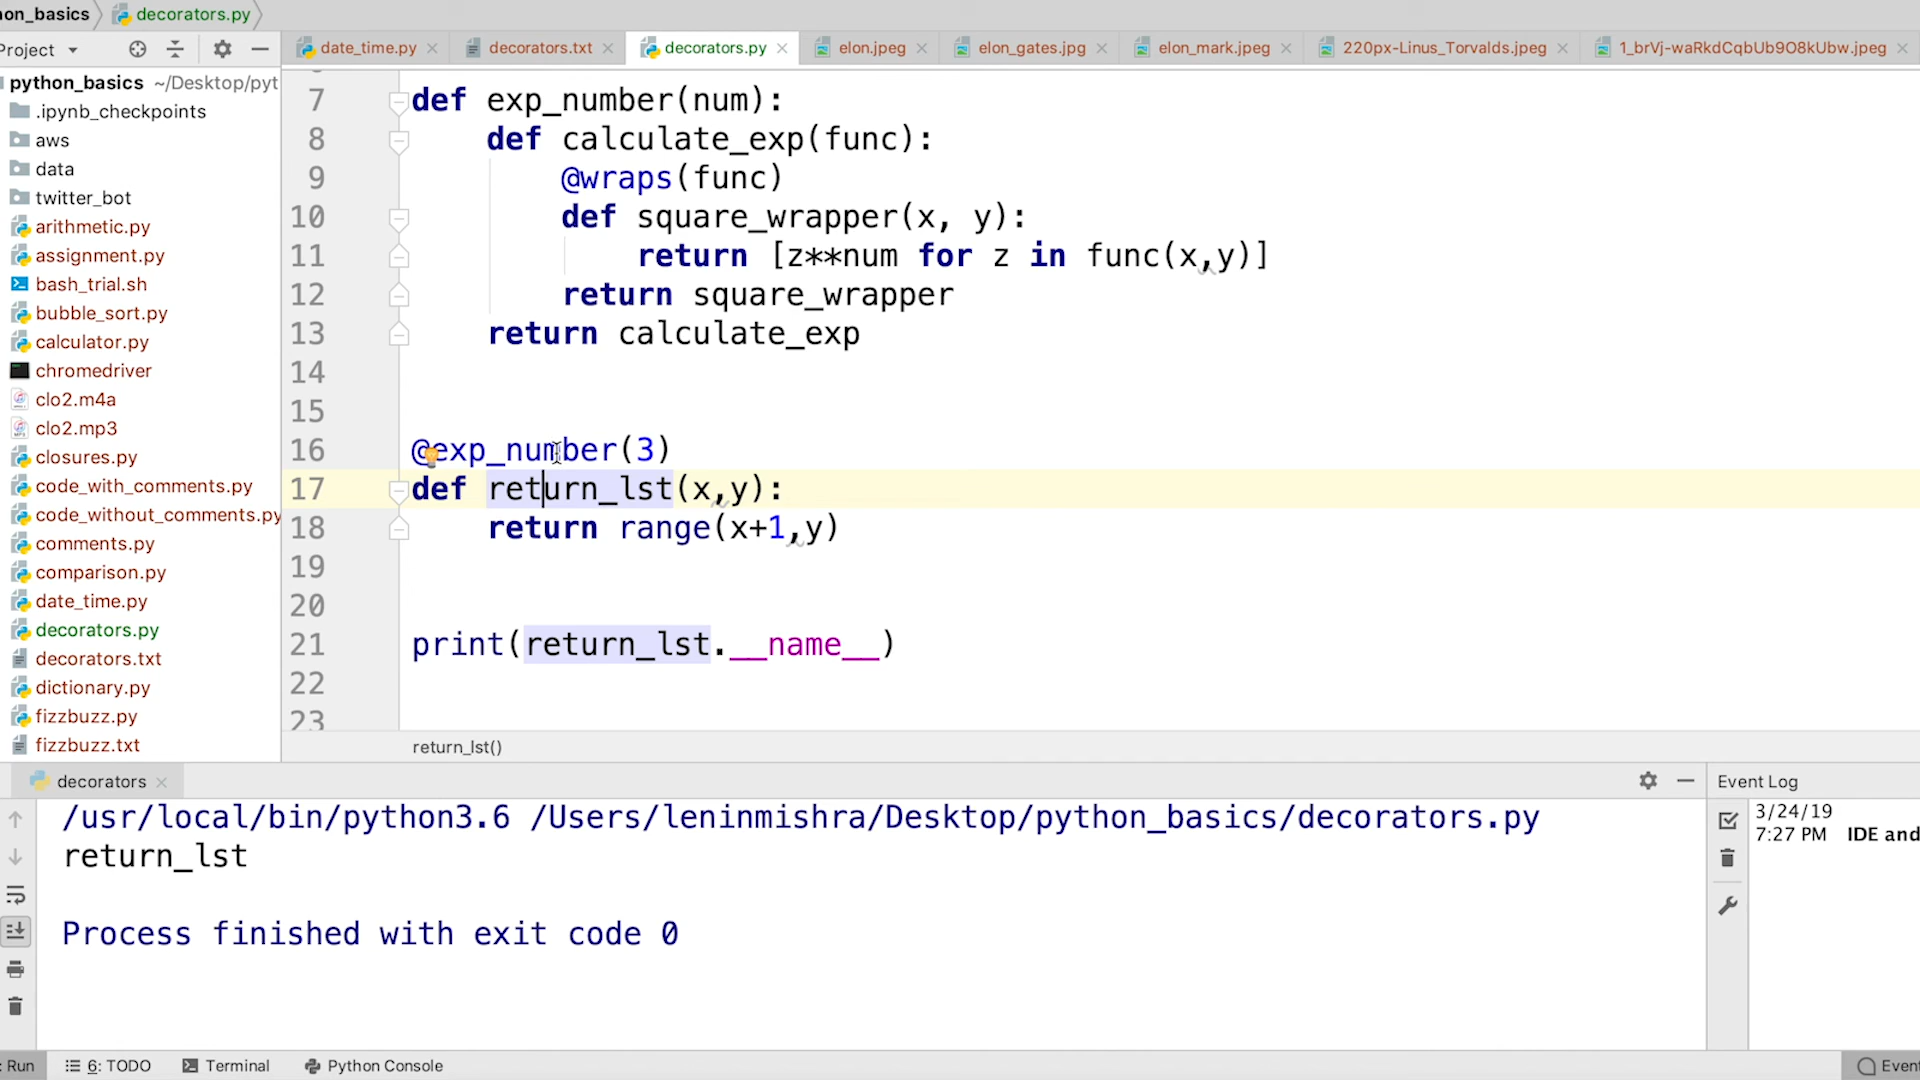 on_basics
decorators.py
Project
date_time.py
decorators.txt
decorators.py
elon.jpeg
elon_gates.jpg
elon_mark.jpeg
220px-Linus_Torvalds.jpeg
1_brVj-waRkdCqbUb9O8kUbw.jpeg
python_basics ~/Desktop/pyt
.ipynb_checkpoints
aws
data
twitter_bot
arithmetic.py
assignment.py
bash_trial.sh
bubble_sort.py
calculator.py
chromedriver
clo2.m4a
clo2.mp3
closures.py
code_with_comments.py
code_without_comments.py
comments.py
comparison.py
date_time.py
decorators.py
decorators.txt
dictionary.py
fizzbuzz.py
fizzbuzz.txt
7 def exp_number(num):
8 def calculate_exp(func):
9 @wraps(func)
10 def square_wrapper(x, y):
11 return [z**num for z in func(x,y)]
12 return square_wrapper
13 return calculate_exp
14
15
16 @exp_number(3)
17 def return_lst(x,y):
18 return range(x+1,y)
19
20
21 print(return_lst.__name__)
22
23
return_lst()
decorators
/usr/local/bin/python3.6 /Users/leninmishra/Desktop/python_basics/decorators.py
return_lst
Process finished with exit code 0
Event Log
3/24/19
7:27 PM IDE and
Run
6: TODO
Terminal
Python Console
Event